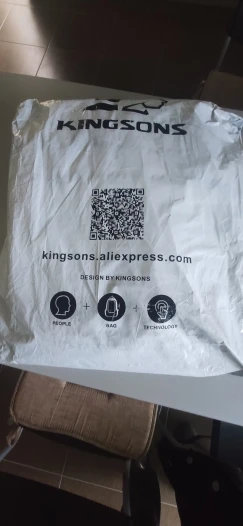 KINGSONS
kingsons.aliexpress.com
DESIGN BY KINGSONS
PEOPLE + BAG + TECHNOLOGY